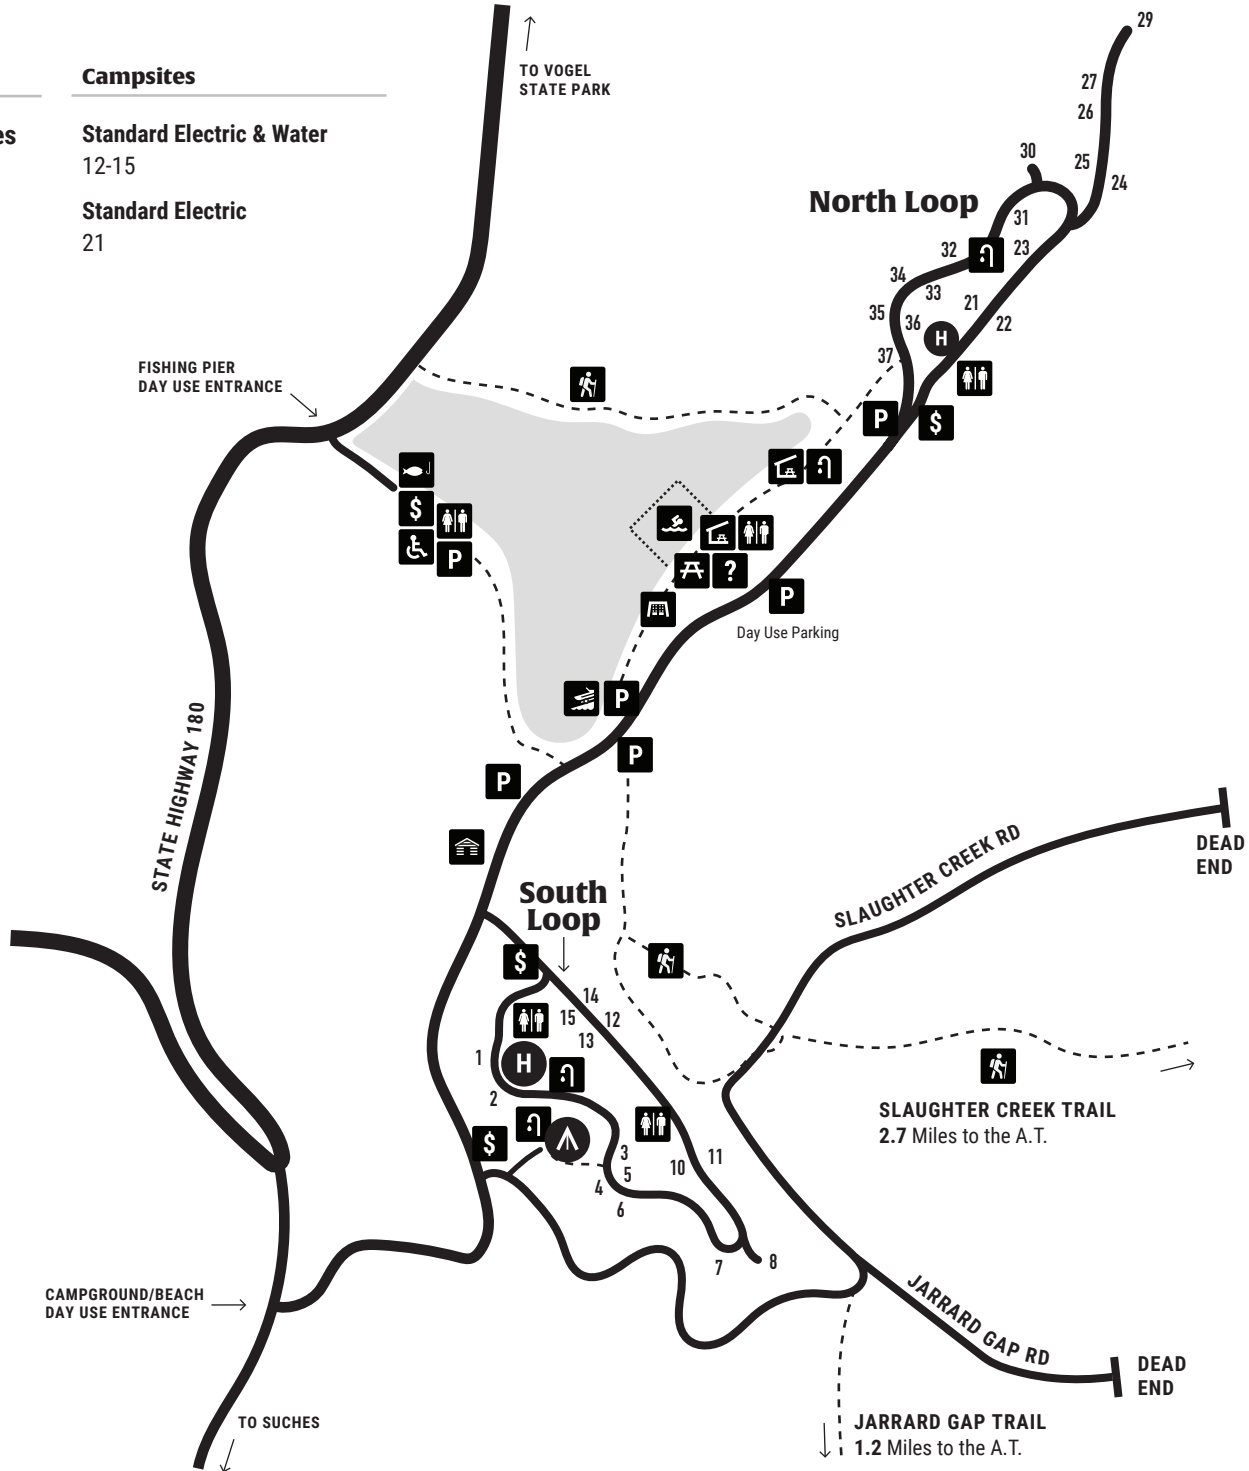 Campsites
es
Standard Electric & Water
12-15
Standard Electric
21
TO VOGEL
STATE PARK
29
27
26
25
24
30
North Loop
31
32
23
34
33
21
35
36
H
22
37
P
$
FISHING PIER
DAY USE ENTRANCE
$
P
?
P
Day Use Parking
P
P
P
STATE HIGHWAY 180
SLAUGHTER CREEK RD
DEAD
END
South
Loop
$
14
15
12
13
1
H
2
$
3
5
4
6
10
11
7
8
SLAUGHTER CREEK TRAIL
2.7 Miles to the A.T.
CAMPGROUND/BEACH
DAY USE ENTRANCE
JARRARD GAP RD
DEAD
END
TO SUCHES
JARRARD GAP TRAIL
1.2 Miles to the A.T.